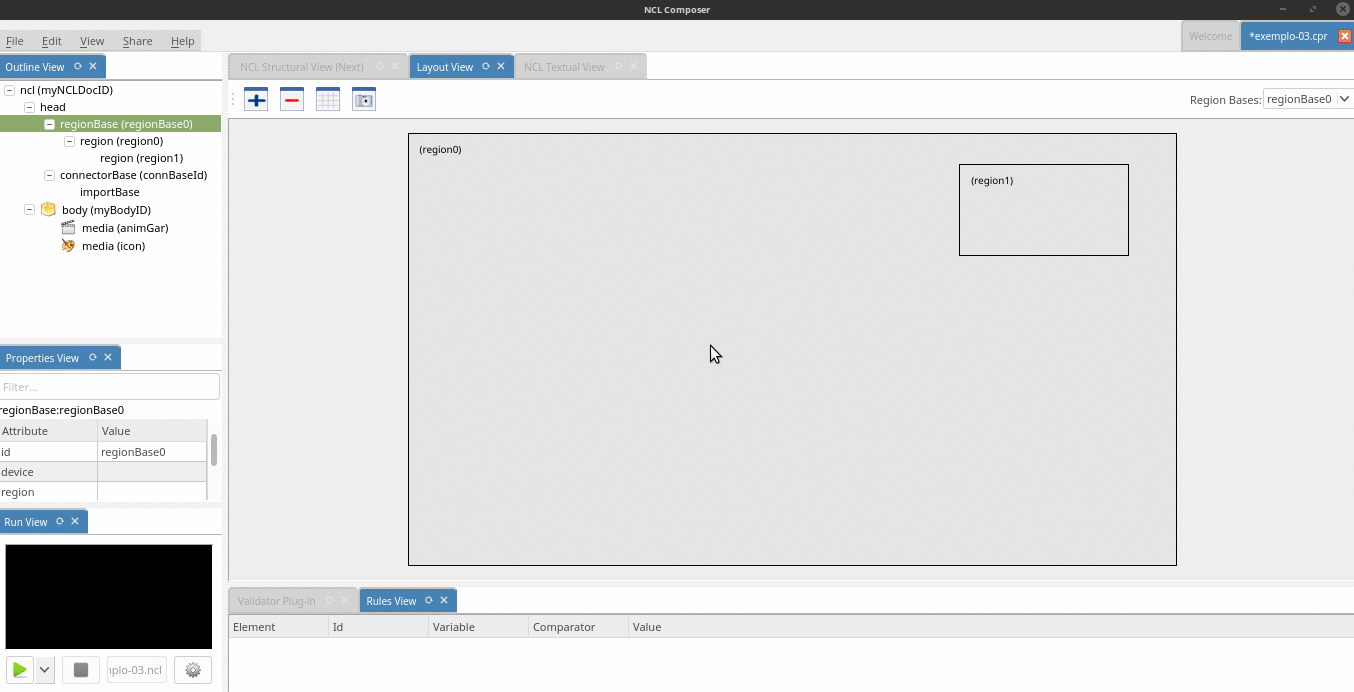 NCL Composer
File Edit View Share Help
Welcome *exemplo-03.cpr
Outline View
ncl (myNCLDocID)
head
regionBase (regionBase0)
region (region0)
region (region1)
connectorBase (connBaseId)
importBase
body (myBodyID)
media (animGar)
media (icon)
Properties View
Filter...
regionBase:regionBase0
Attribute Value
id regionBase0
device
region
Run View
plo-03.ncl
NCL Structural View (Next) Layout View NCL Textual View
Region Bases: regionBase0
(region0)
(region1)
Validator Plug-in Rules View
Element Id Variable Comparator Value